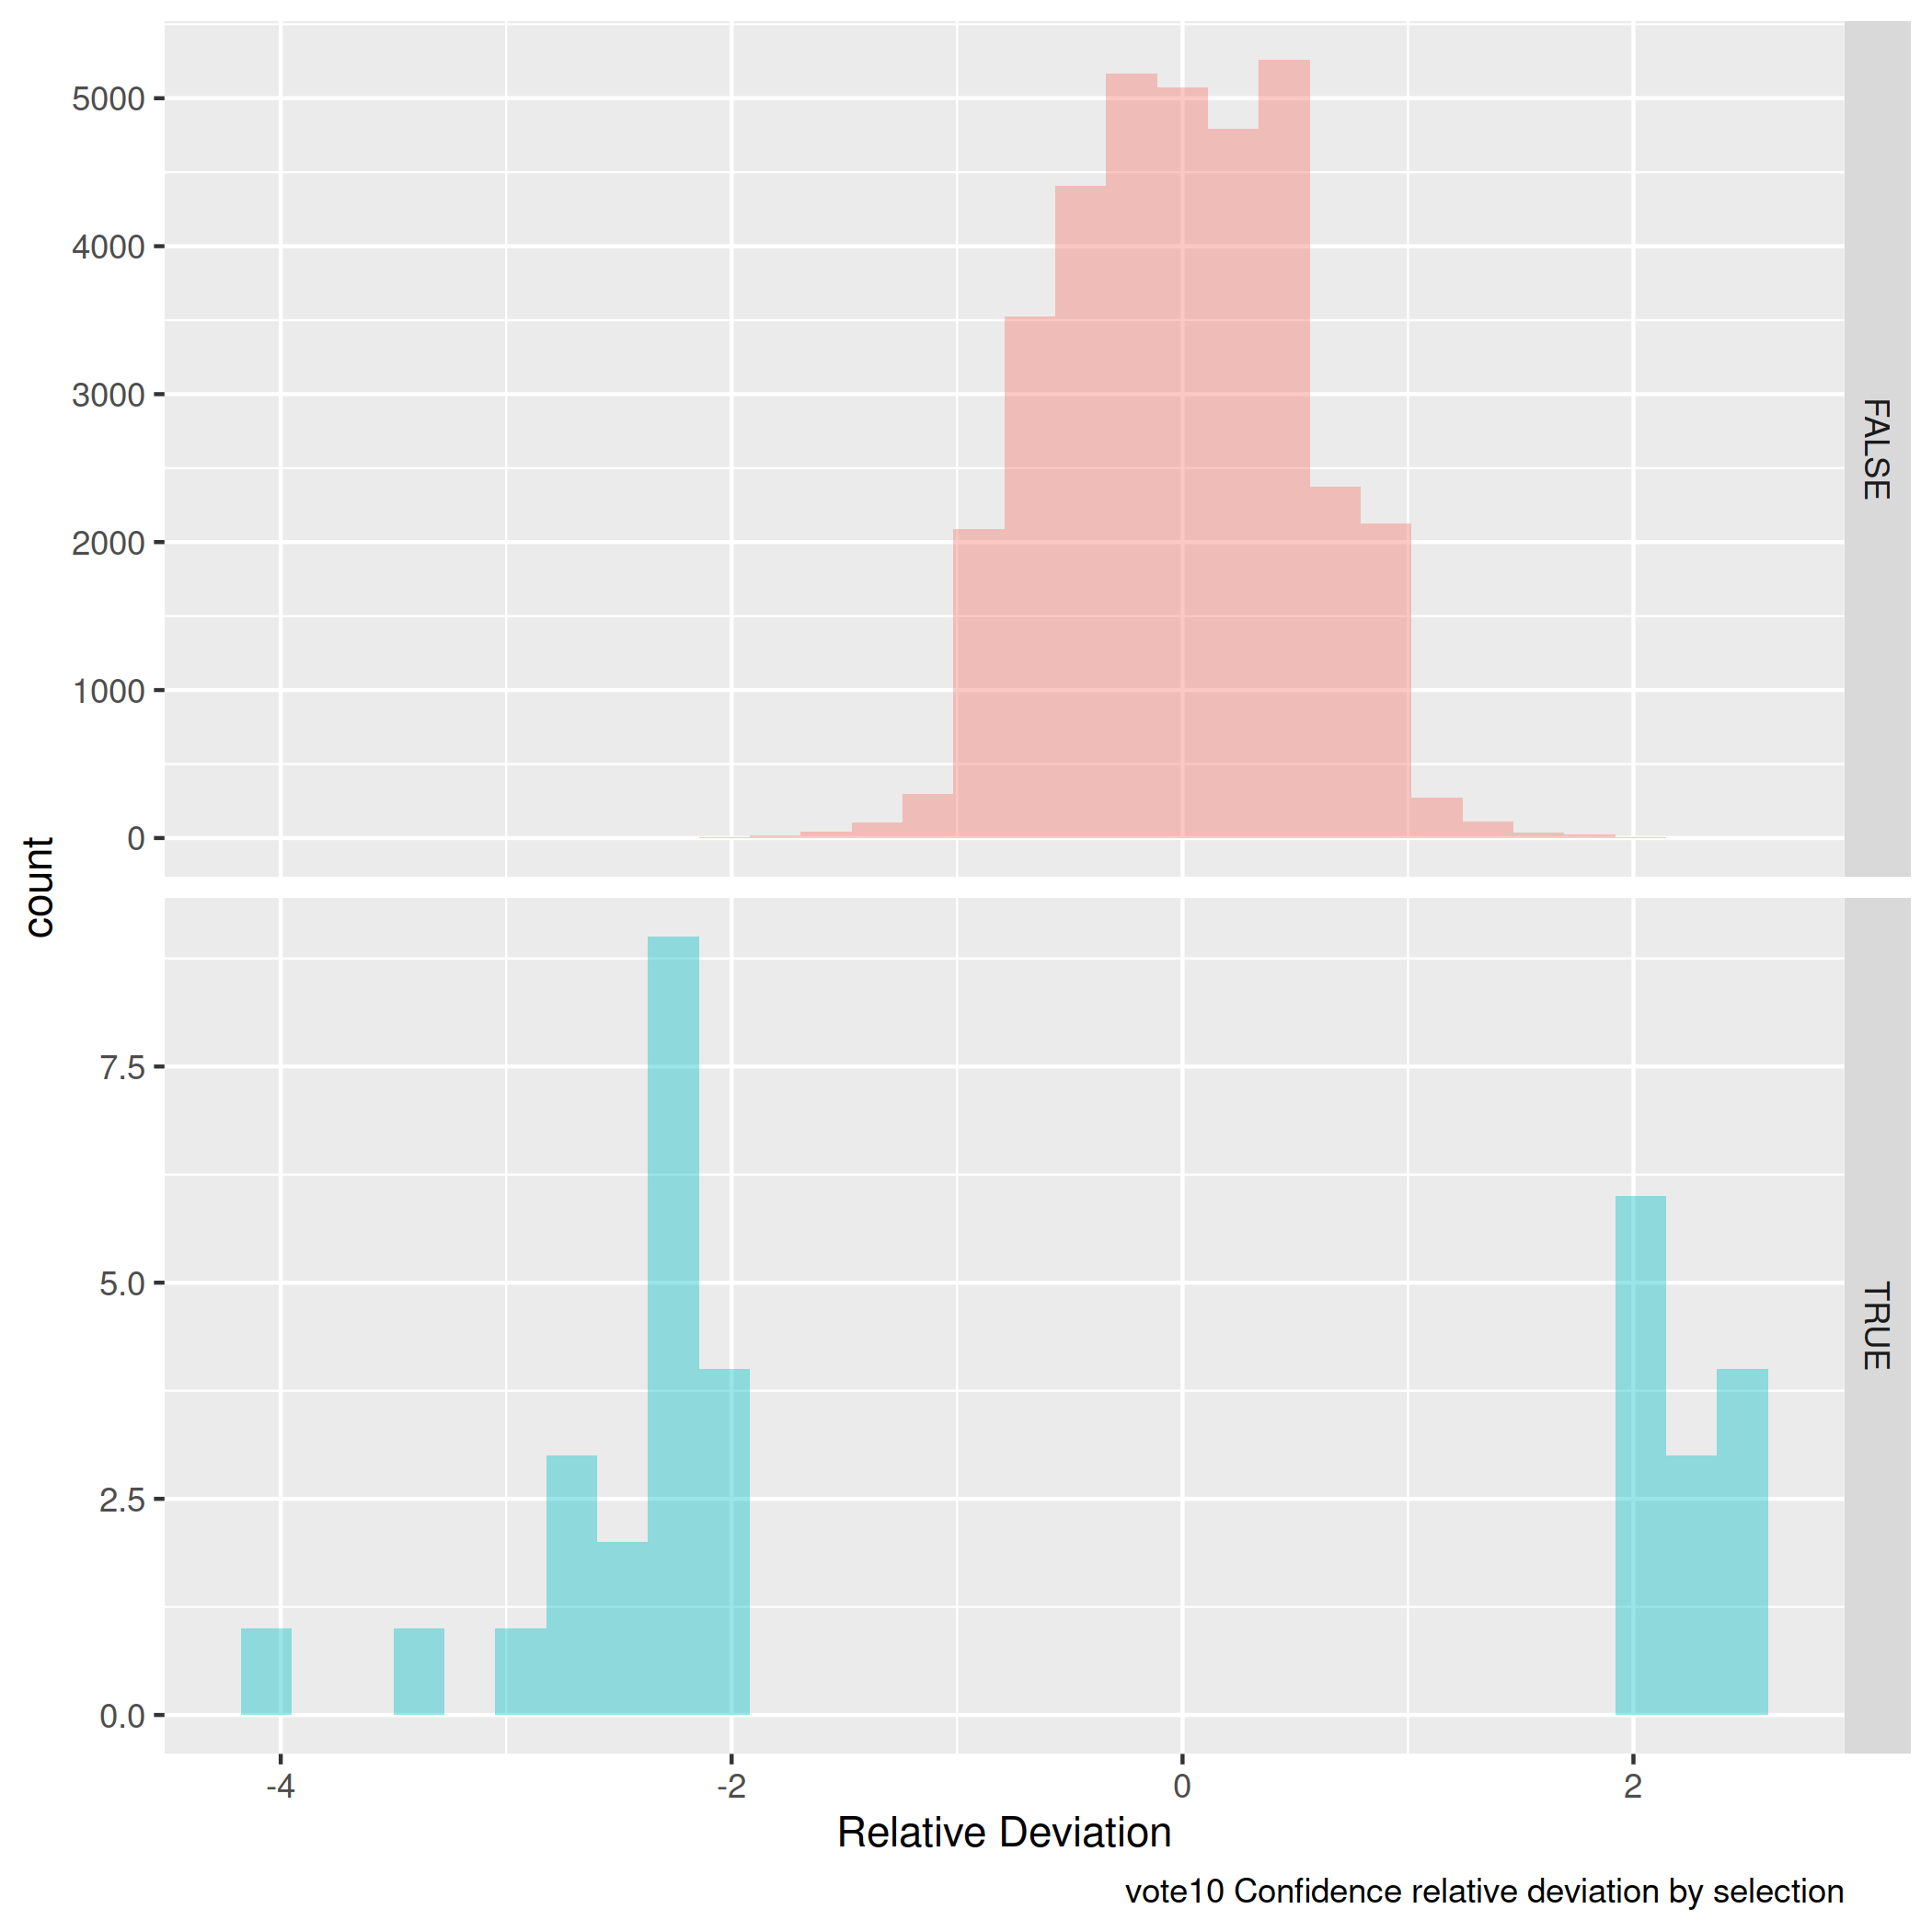 5000
4000
3000
2000
1000
0
FALSE
count
7.5
5.0
2.5
0.0
TRUE
-4 -2 0 2
Relative Deviation
vote10 Confidence relative deviation by selection